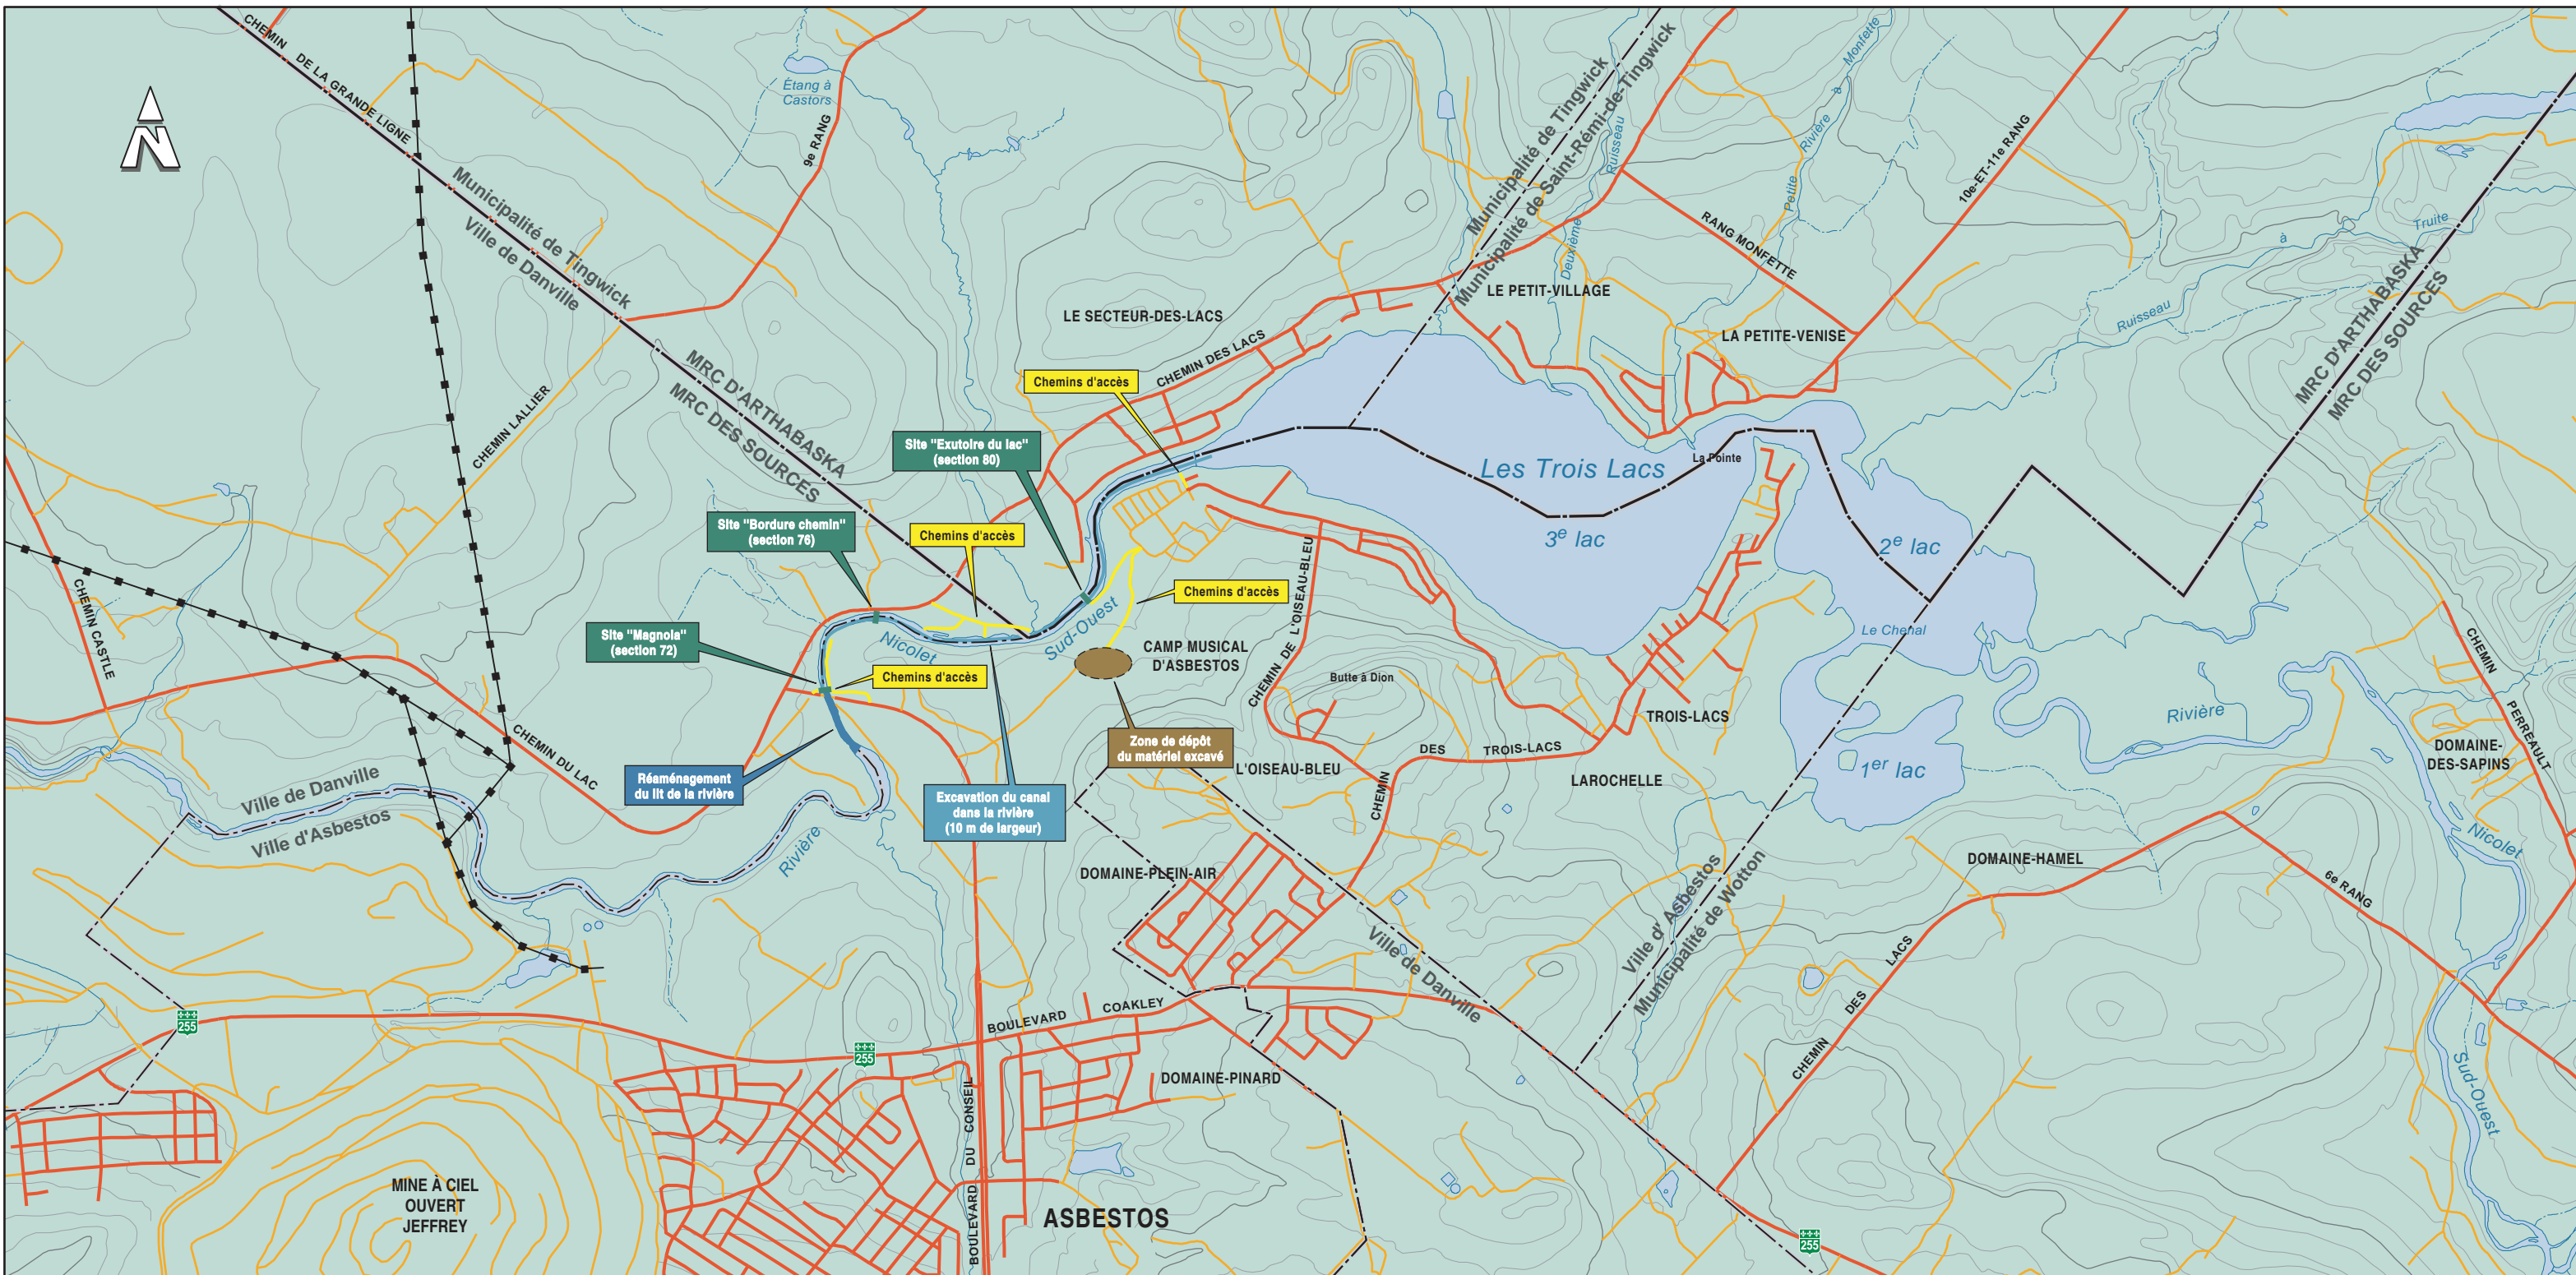 CHEMIN DE LA GRANDE LIGNE
N
Étang à
Castors
9e RANG
Municipalité de Tingwick
Ville de Danville
MRC D'ARTHABASKA
MRC DES SOURCES
CHEMIN LALLIER
CHEMIN CASTLE
CHEMIN DU LAC
Municipalité de Tingwick
Municipalité de Saint-Rémi-de-Tingwick
Ruisseau
Deuxième
Petite Rivière à Monfette
RANG MONFETTE
10e-ET-11e RANG
Ruisseau à Truite
MRC D'ARTHABASKA
MRC DES SOURCES
LE PETIT-VILLAGE
LA PETITE-VENISE
LE SECTEUR-DES-LACS
CHEMIN DES LACS
Chemins d'accès
Site "Exutoire du lac"
(section 80)
Site "Bordure chemin"
(section 76)
Chemins d'accès
Chemins d'accès
Site "Magnola"
(section 72)
Chemins d'accès
Nicolet
Sud-Ouest
CAMP MUSICAL
D'ASBESTOS
Zone de dépôt
du matériel excavé
Réaménagement
du lit de la rivière
Excavation du canal
dans la rivière
(10 m de largeur)
Rivière
Les Trois Lacs
3e lac
La Pointe
2e lac
Le Chenal
1er lac
CHEMIN DE L'OISEAU-BLEU
Butte à Dion
L'OISEAU-BLEU
TROIS-LACS
CHEMIN DES TROIS-LACS
LAROCHELLE
Rivière
Nicolet
Sud-Ouest
CHEMIN PERREAULT
DOMAINE-
DES-SAPINS
DOMAINE-HAMEL
6e RANG
CHEMIN DES LACS
Ville d'Asbestos
Municipalité de Wotton
Ville de Danville
Ville de Danville
Ville d'Asbestos
DOMAINE-PLEIN-AIR
BOULEVARD COAKLEY
DOMAINE-PINARD
BOULEVARD DU CONSEIL
255
255
255
MINE À CIEL
OUVERT
JEFFREY
ASBESTOS